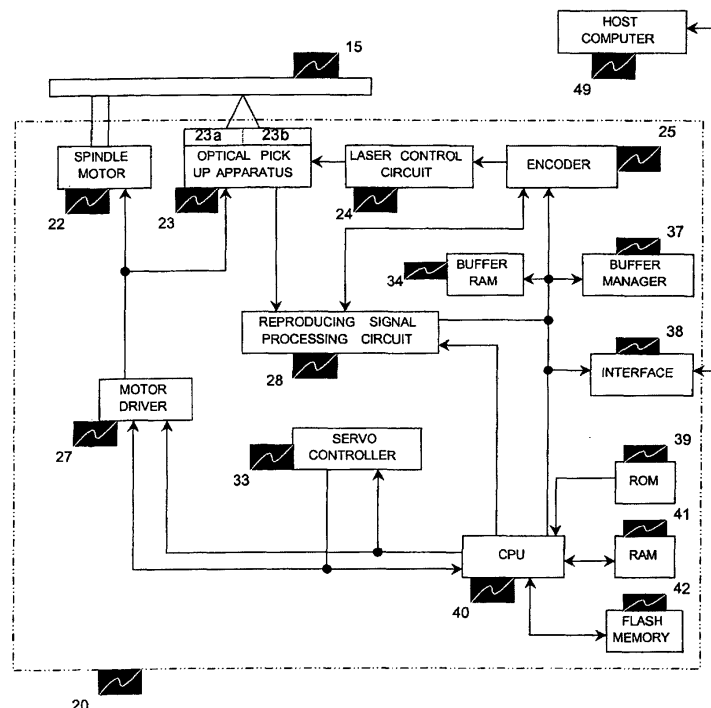 15
HOST
COMPUTER
49
23a 23b
SPINDLE
MOTOR
22
OPTICAL PICK
UP APPARATUS
23
LASER CONTROL
CIRCUIT
24
ENCODER
25
34
BUFFER
RAM
37
BUFFER
MANAGER
REPRODUCING SIGNAL
PROCESSING CIRCUIT
28
38
INTERFACE
MOTOR
DRIVER
27
SERVO
CONTROLLER
33
39
ROM
41
RAM
CPU
40
42
FLASH
MEMORY
20